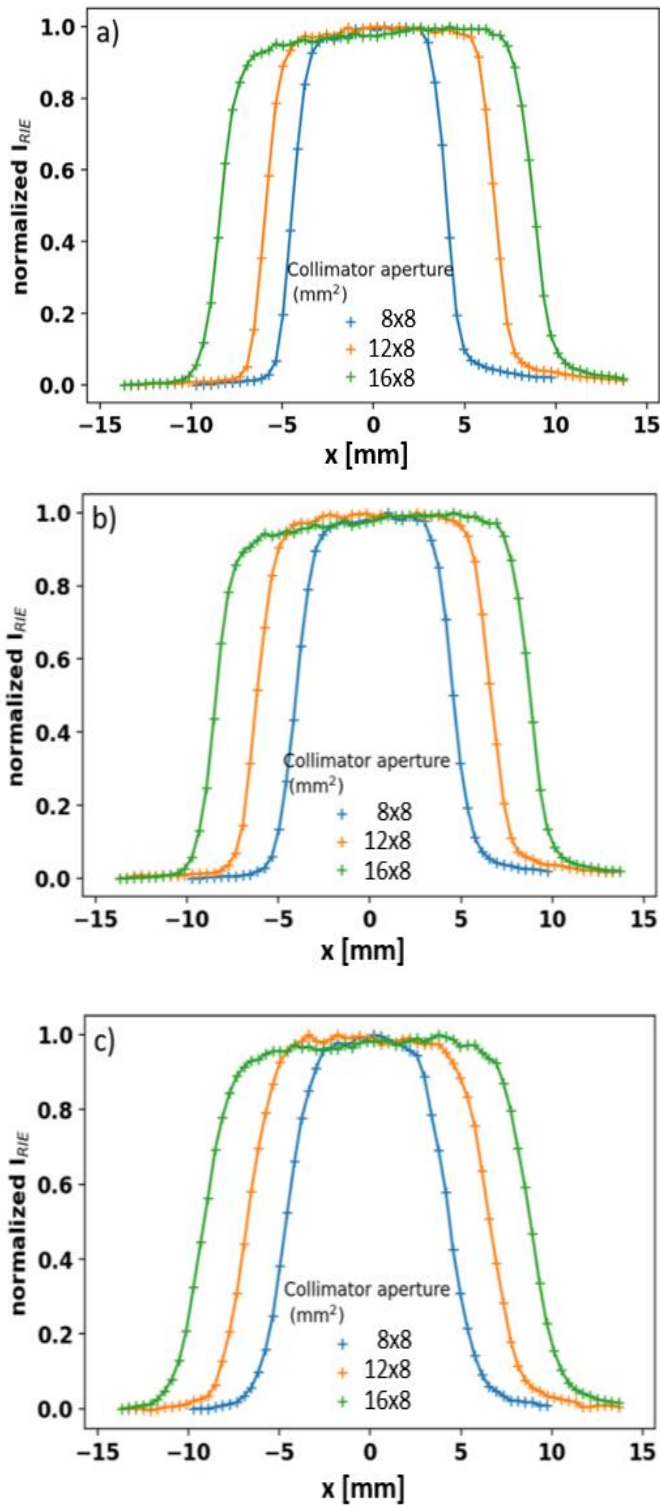 a)
1.0
0.8
0.6
0.4
0.2
0.0
normalized I_RIE
Collimator aperture
(mm²)
8x8
12x8
16x8
−15 −10 −5 0 5 10 15
x [mm]
b)
1.0
0.8
0.6
0.4
0.2
0.0
normalized I_RIE
Collimator aperture
(mm²)
8x8
12x8
16x8
−15 −10 −5 0 5 10 15
x [mm]
c)
1.0
0.8
0.6
0.4
0.2
0.0
normalized I_RIE
Collimator aperture
(mm²)
8x8
12x8
16x8
−15 −10 −5 0 5 10 15
x [mm]